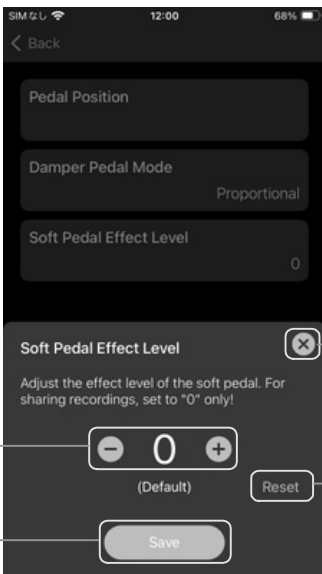 SIMなし 12:00 68%
Back
Pedal Position
Damper Pedal Mode
Proportional
Soft Pedal Effect Level
0
Soft Pedal Effect Level
Adjust the effect level of the soft pedal. For
sharing recordings, set to "0" only!
0
(Default)
Reset
Save